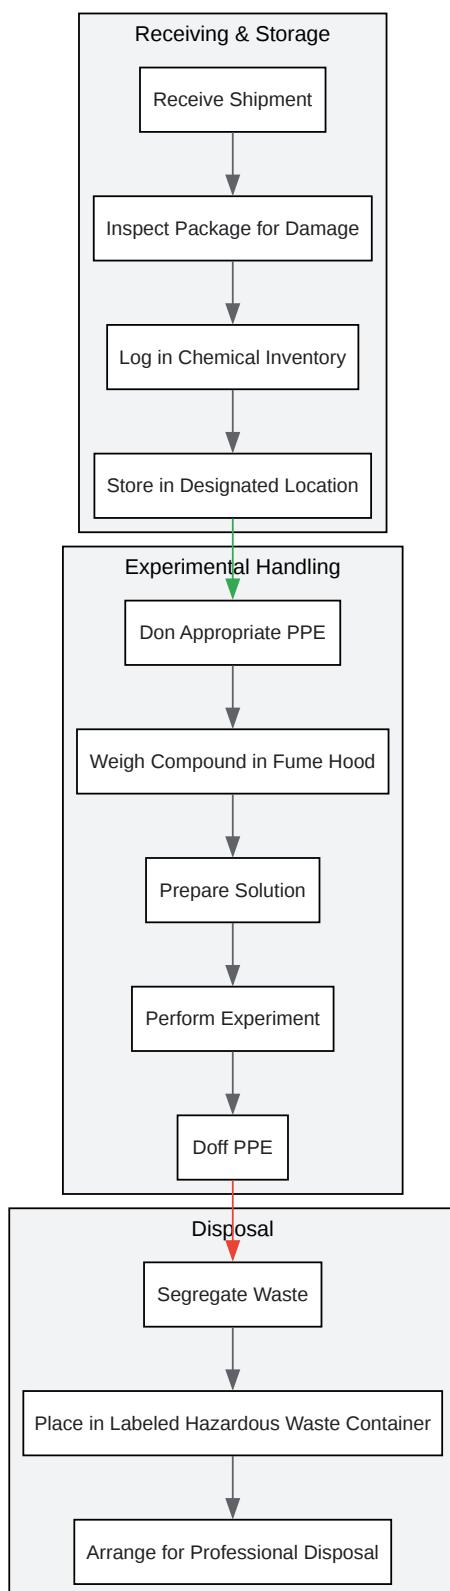 Receiving & Storage
Receive Shipment
Inspect Package for Damage
Log in Chemical Inventory
Store in Designated Location
Experimental Handling
Don Appropriate PPE
Weigh Compound in Fume Hood
Prepare Solution
Perform Experiment
Doff PPE
Disposal
Segregate Waste
Place in Labeled Hazardous Waste Container
Arrange for Professional Disposal